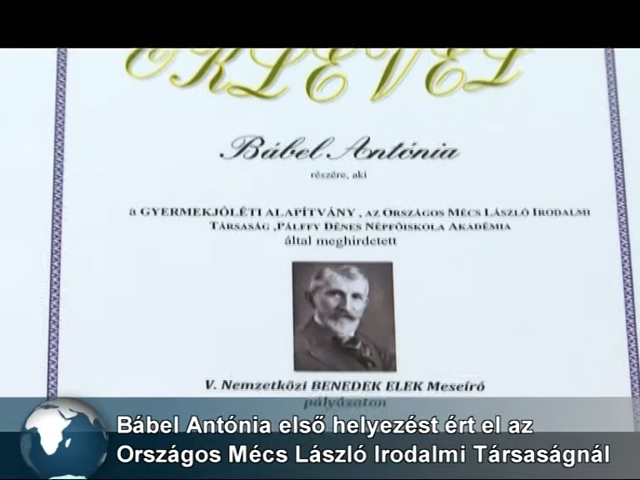 OKLEVÉL
Bábel Antónia
részére, aki
a GYERMEKJÓLÉTI ALAPÍTVÁNY , AZ ORSZÁGOS MÉCS LÁSZLÓ IRODALMI
TÁRSASÁG ,PÁLFFY DÉNES NÉPFŐISKOLA AKADÉMIA
által meghirdetett
V. Nemzetközi BENEDEK ELEK Meseíró
pályázaton
Bábel Antónia első helyezést ért el az
Országos Mécs László Irodalmi Társaságnál